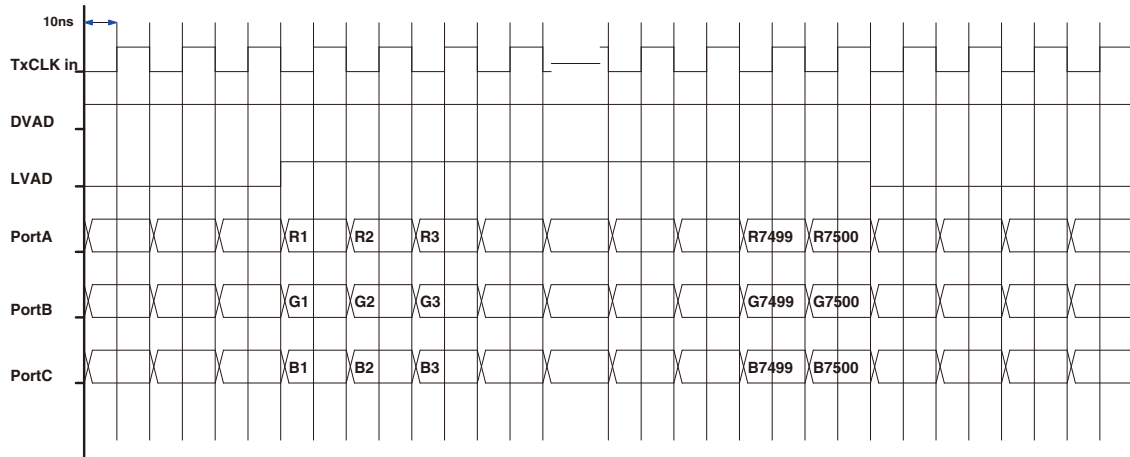 10ns
TxCLK in
DVAD
LVAD
PortA R1 R2 R3 R7499 R7500
PortB G1 G2 G3 G7499 G7500
PortC B1 B2 B3 B7499 B7500